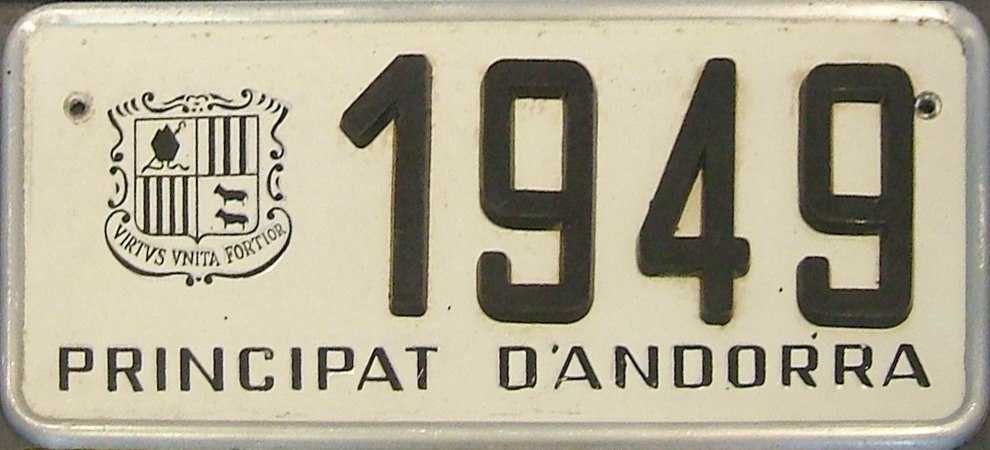 1949
VIRTVS VNITA FORTIOR
PRINCIPAT D'ANDORRA